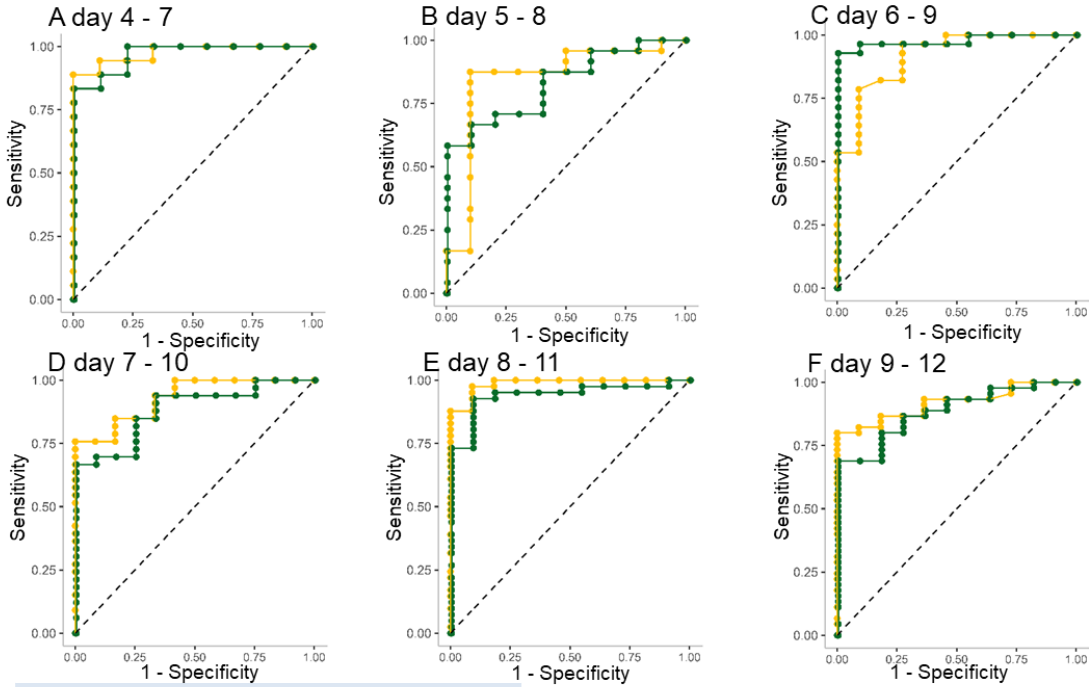 A day 4 - 7
1.00
0.75
0.50
0.25
0.00
Sensitivity
0.00 0.25 0.50 0.75 1.00
1 - Specificity
B day 5 - 8
1.00
0.75
0.50
0.25
0.00
Sensitivity
0.00 0.25 0.50 0.75 1.00
1 - Specificity
C day 6 - 9
1.00
0.75
0.50
0.25
0.00
Sensitivity
0.00 0.25 0.50 0.75 1.00
1 - Specificity
D day 7 - 10
1.00
0.75
0.50
0.25
0.00
Sensitivity
0.00 0.25 0.50 0.75 1.00
1 - Specificity
E day 8 - 11
1.00
0.75
0.50
0.25
0.00
Sensitivity
0.00 0.25 0.50 0.75 1.00
1 - Specificity
F day 9 - 12
1.00
0.75
0.50
0.25
0.00
Sensitivity
0.00 0.25 0.50 0.75 1.00
1 - Specificity